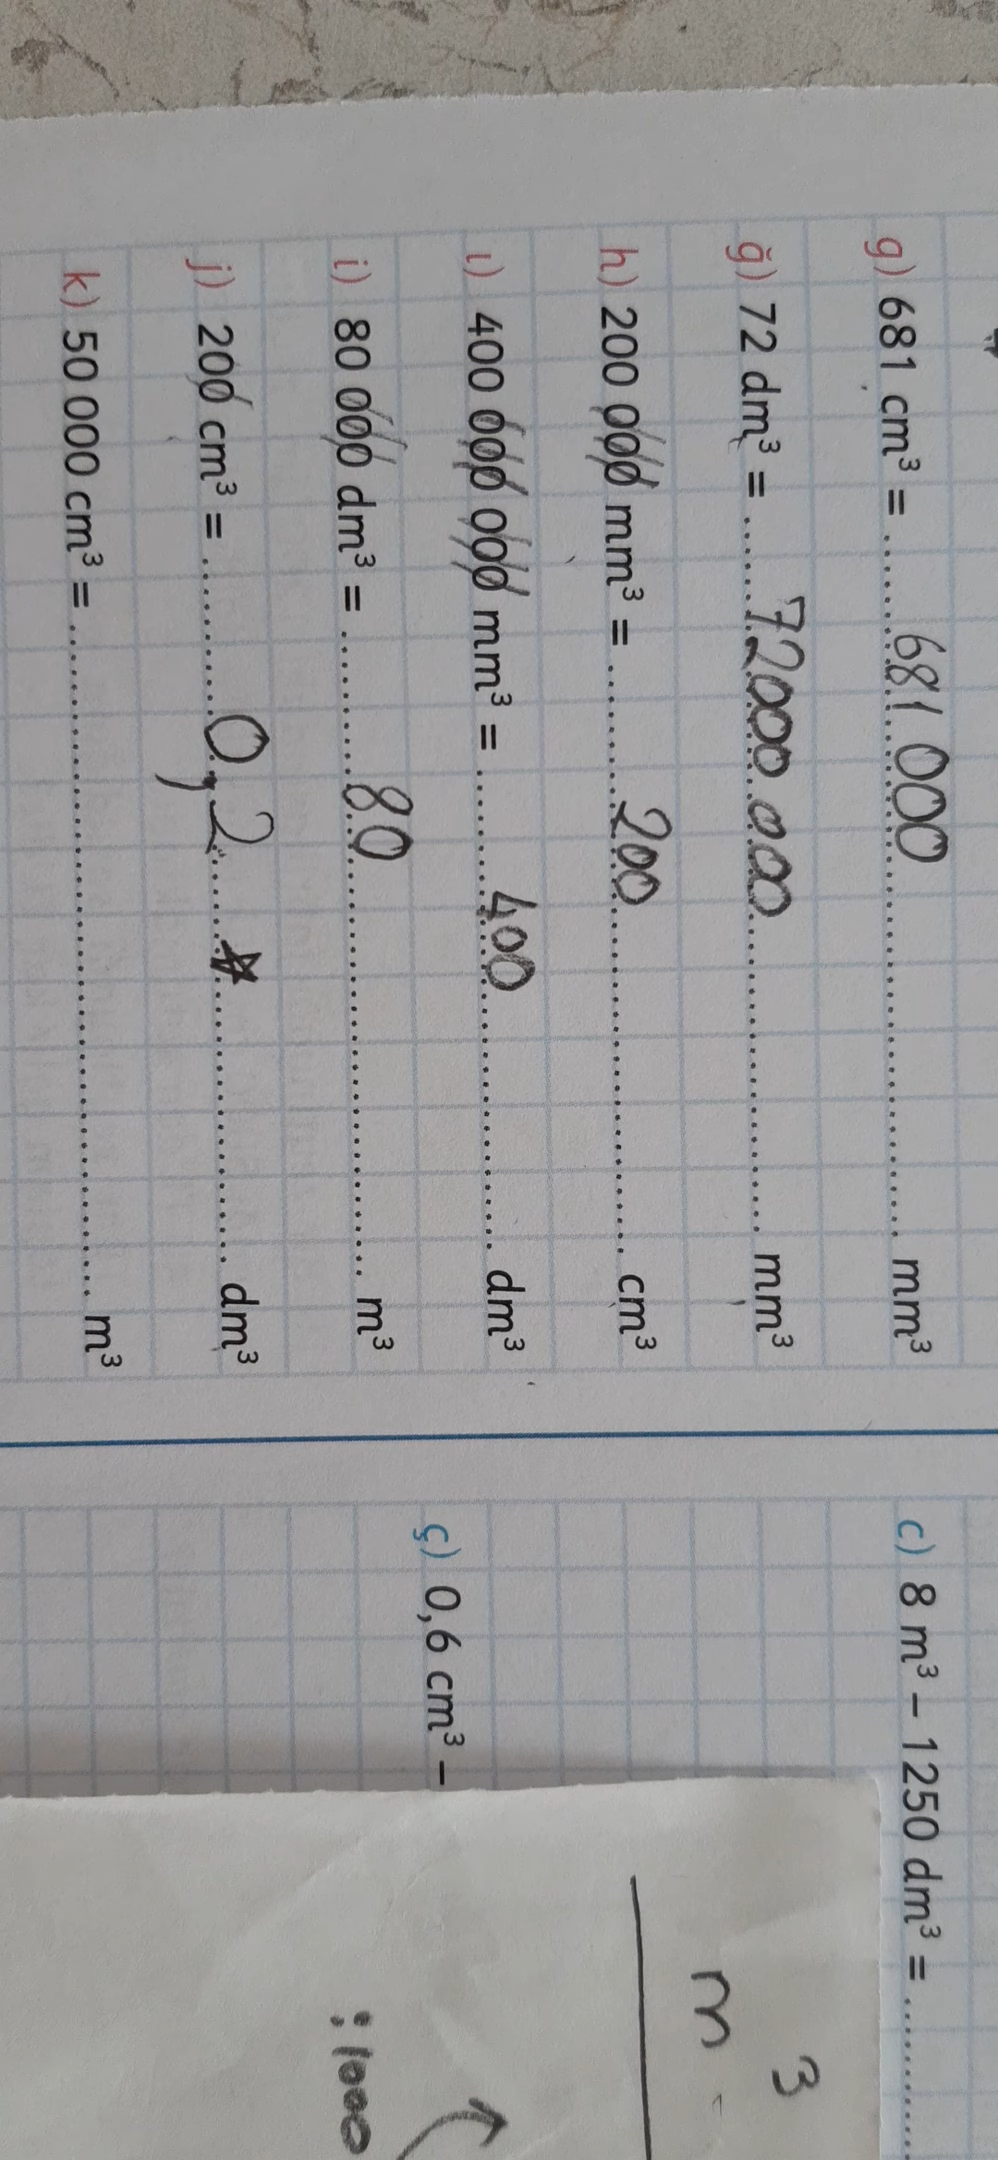 g) 681 cm³ = ........681 000........ mm³
ğ) 72 dm³ = ........72000 000........ mm³
h) 200 000 mm³ = ........200........ cm³
ı) 400 000 000 mm³ = ........400........ dm³
i) 80 000 dm³ = ........80........ m³
j) 200 cm³ = ........0,2........ dm³
k) 50 000 cm³ = ................ m³
c) 8 m³ – 1250 dm³ = ........
ç) 0,6 cm³ –
m³
:1000